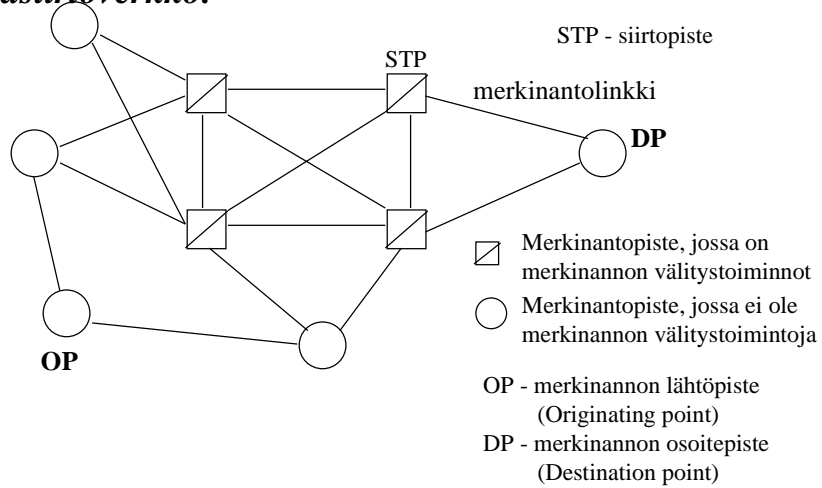 STP - siirtopiste
STP
merkinantolinkki
DP
Merkinantopiste, jossa on
merkinannon välitystoiminnot
Merkinantopiste, jossa ei ole
merkinannon välitystoimintoja
OP
OP - merkinannon lähtöpiste
(Originating point)
DP - merkinannon osoitepiste
(Destination point)